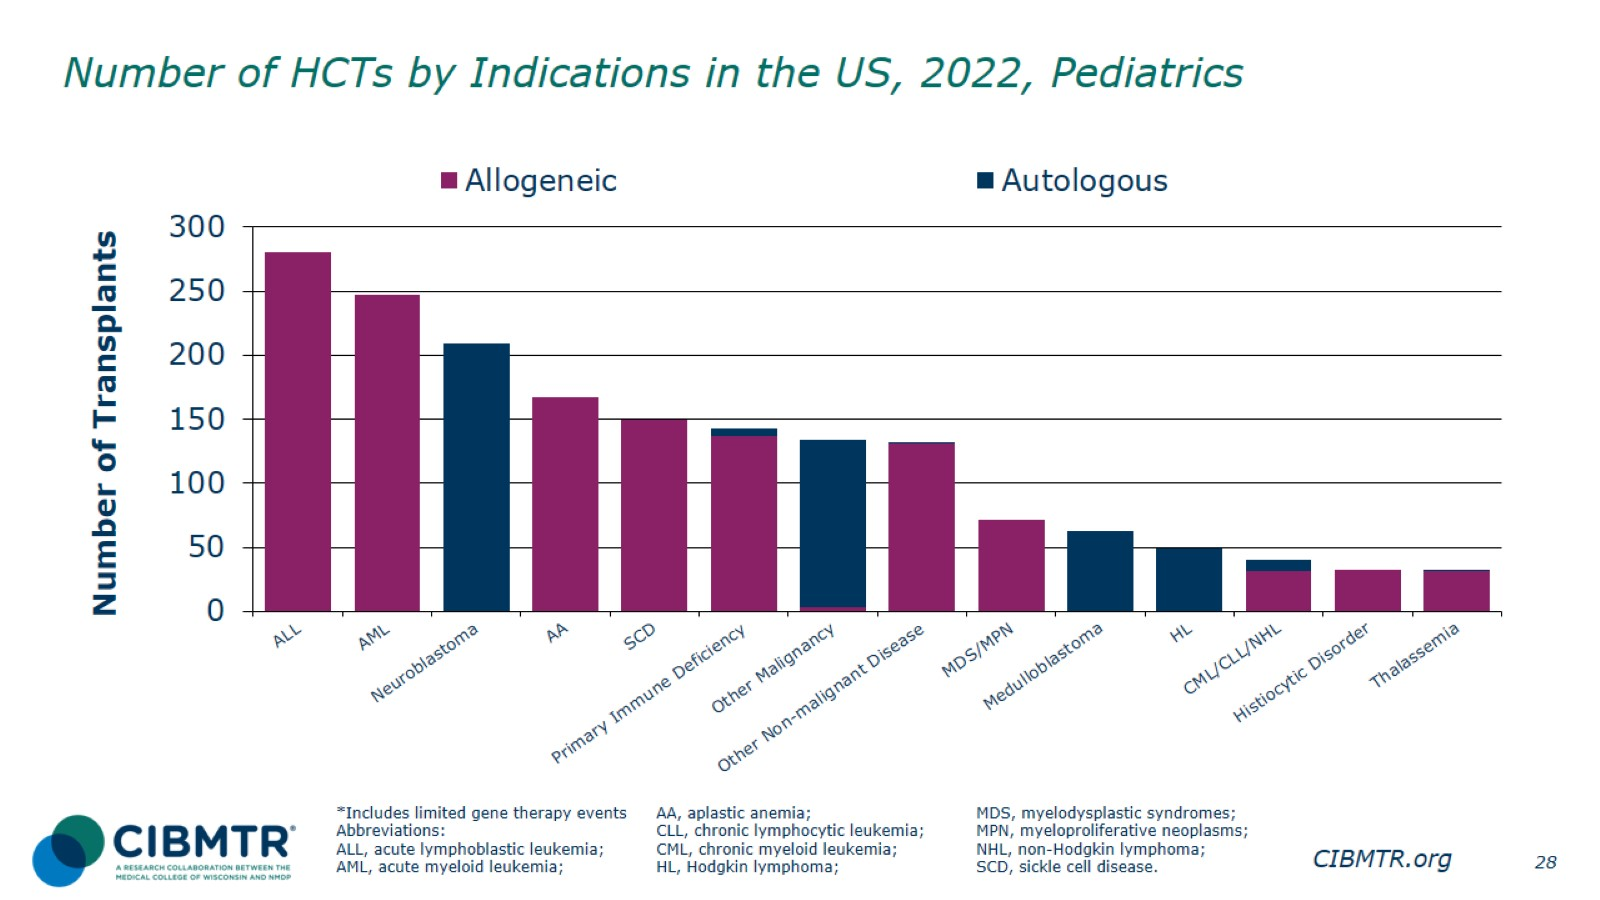 Number of HCTs by Indications in the US, 2022, Pediatrics
Allogeneic
Autologous
Number of Transplants
300
250
200
150
100
50
0
ALL
AML
Neuroblastoma
AA
SCD
Primary Immune Deficiency
Other Malignancy
Other Non-malignant Disease
MDS/MPN
Medulloblastoma
HL
CML/CLL/NHL
Histiocytic Disorder
Thalassemia
CIBMTR®
A RESEARCH COLLABORATION BETWEEN THE
MEDICAL COLLEGE OF WISCONSIN AND NMDP
*Includes limited gene therapy events
Abbreviations:
ALL, acute lymphoblastic leukemia;
AML, acute myeloid leukemia;
AA, aplastic anemia;
CLL, chronic lymphocytic leukemia;
CML, chronic myeloid leukemia;
HL, Hodgkin lymphoma;
MDS, myelodysplastic syndromes;
MPN, myeloproliferative neoplasms;
NHL, non-Hodgkin lymphoma;
SCD, sickle cell disease.
CIBMTR.org
28